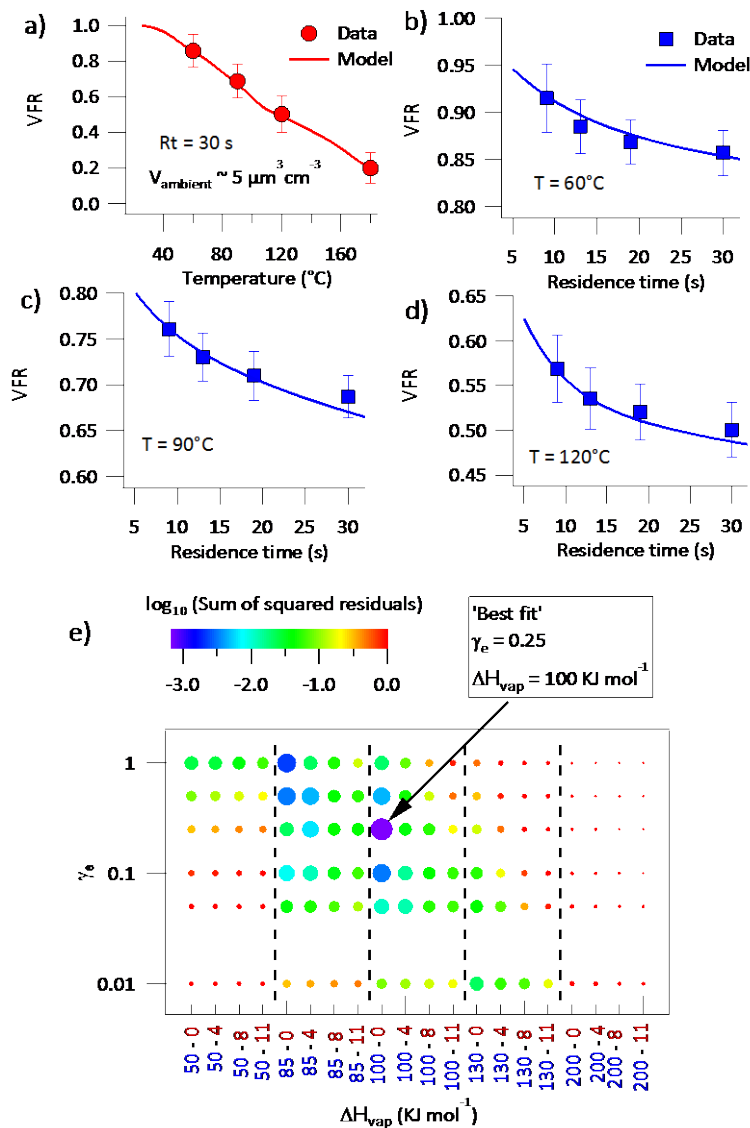 a)
1.0
0.8
0.6
0.4
0.2
0.0
VFR
Data
Model
Rt = 30 s
V_ambient ~ 5 µm³ cm⁻³
40
80
120
160
Temperature (°C)
b)
1.00
0.95
0.90
0.85
0.80
VFR
Data
Model
T = 60°C
5 10 15 20 25 30
Residence time (s)
c)
0.80
0.75
0.70
0.65
0.60
VFR
T = 90°C
5 10 15 20 25 30
Residence time (s)
d)
0.65
0.60
0.55
0.50
0.45
VFR
T = 120°C
5 10 15 20 25 30
Residence time (s)
e)
log₁₀ (Sum of squared residuals)
-3.0 -2.0 -1.0 0.0
'Best fit'
γₑ = 0.25
ΔH_vap = 100 KJ mol⁻¹
1
0.1
0.01
γₑ
50 - 0
50 - 4
50 - 8
50 - 11
85 - 0
85 - 4
85 - 8
85 - 11
100 - 0
100 - 4
100 - 8
100 - 11
130 - 0
130 - 4
130 - 8
130 - 11
200 - 0
200 - 4
200 - 8
200 - 11
ΔH_vap (KJ mol⁻¹)